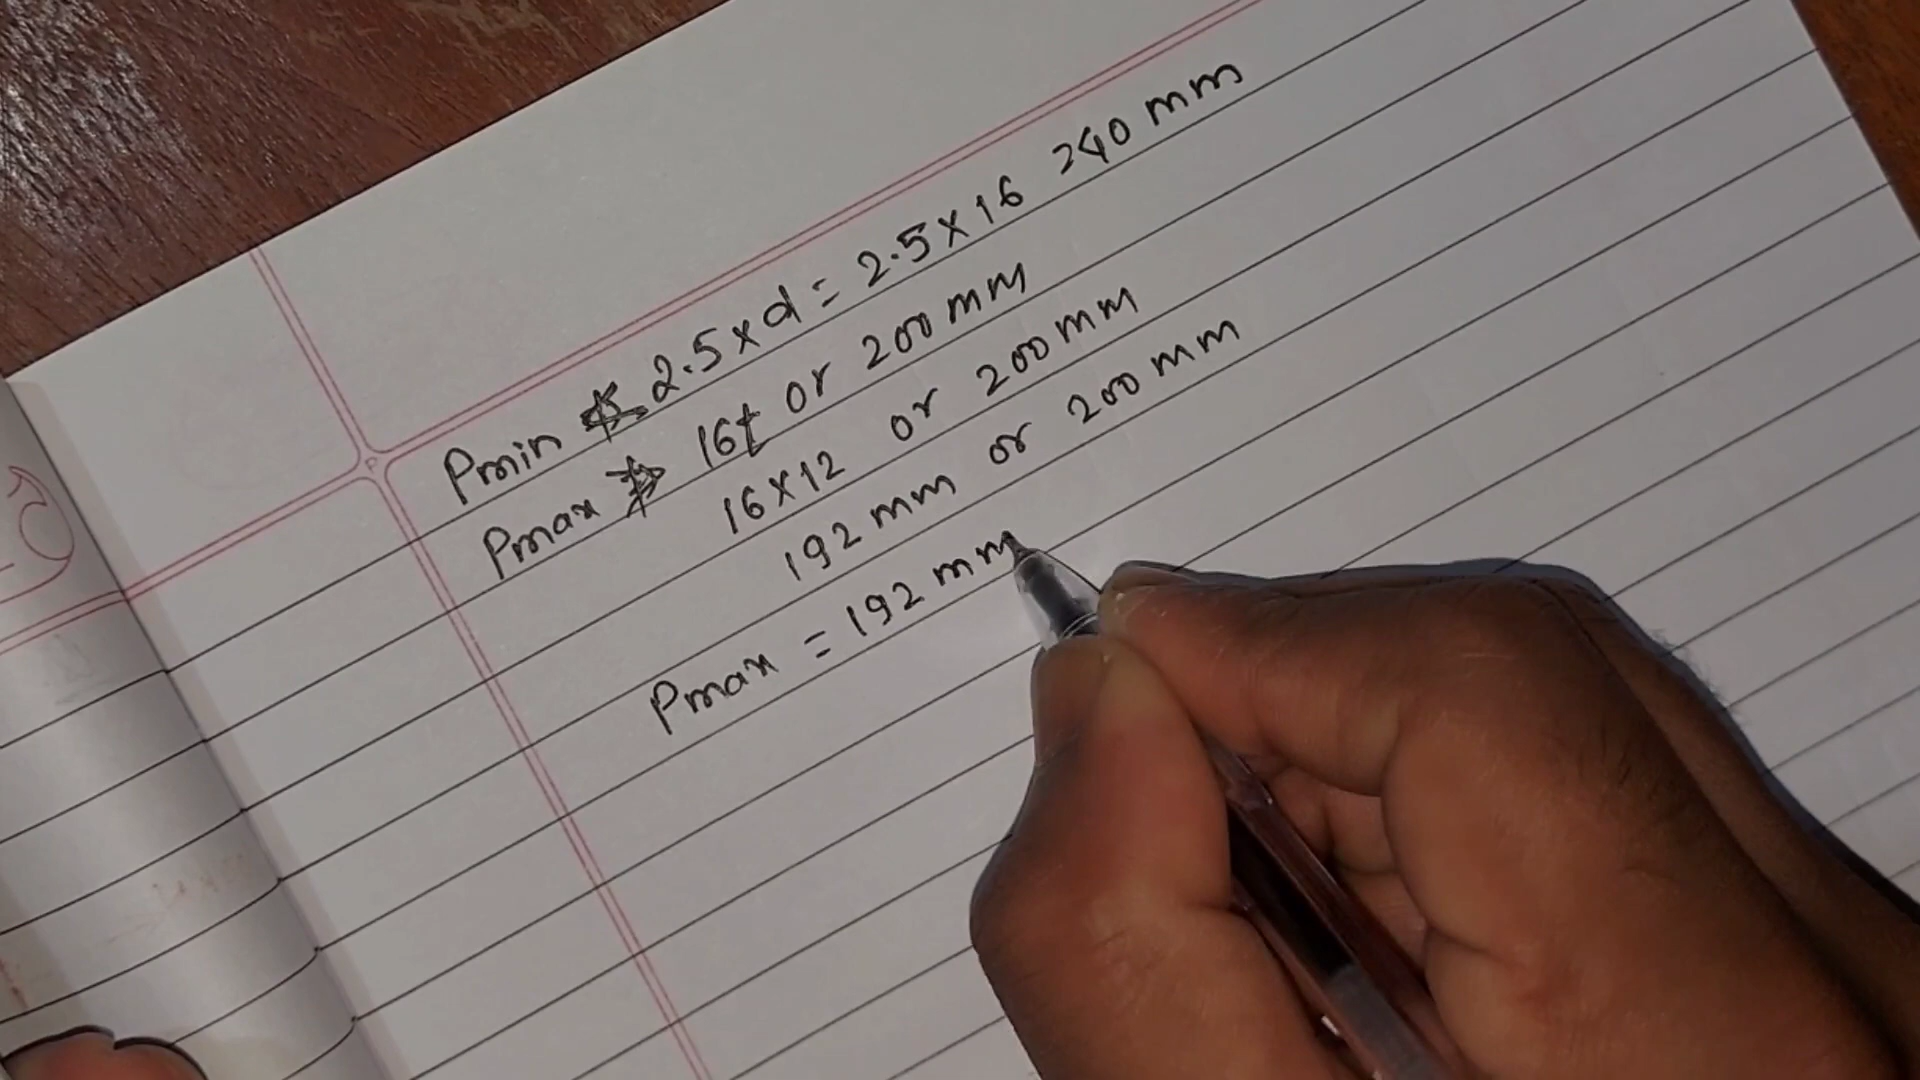 Pmin ≮ 2.5 x d = 2.5 x 16 = 40 mm
Pmax ≯ 16t or 200 mm
16 x 12 or 200 mm
192 mm or 200 mm
Pmax = 192 mm